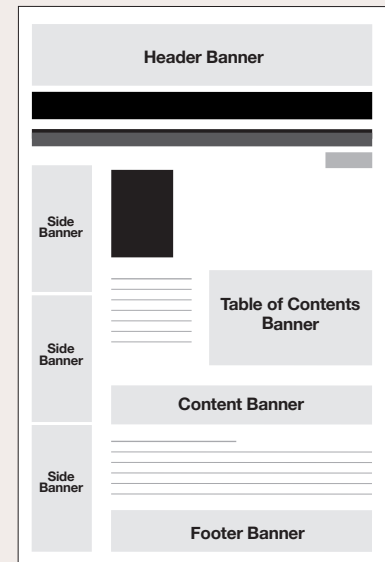 Header Banner
Side
Banner
Table of Contents
Banner
Side
Banner
Content Banner
Side
Banner
Footer Banner